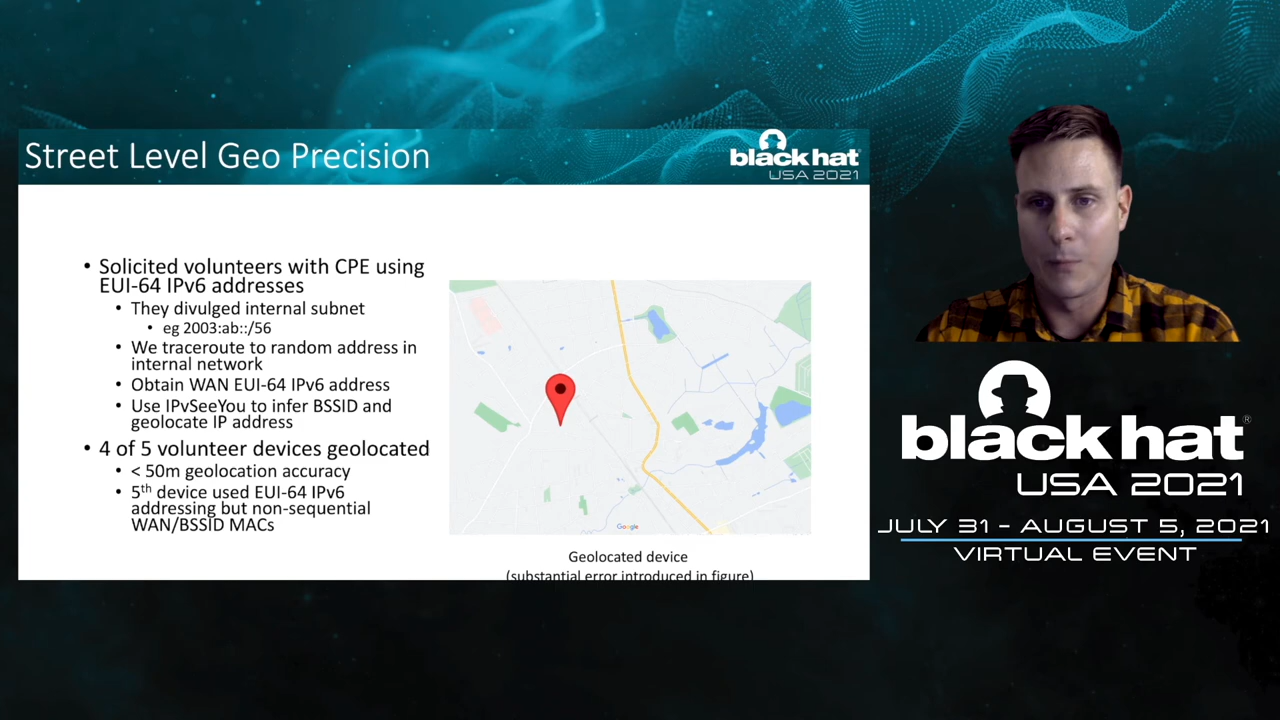 Street Level Geo Precision
black hat
USA 2021
• Solicited volunteers with CPE using
EUI-64 IPv6 addresses
• They divulged internal subnet
• eg 2003:ab::/56
• We traceroute to random address in
internal network
• Obtain WAN EUI-64 IPv6 address
• Use IPvSeeYou to infer BSSID and
geolocate IP address
• 4 of 5 volunteer devices geolocated
• < 50m geolocation accuracy
• 5th device used EUI-64 IPv6
addressing but non-sequential
WAN/BSSID MACs
Google
Geolocated device
(substantial error introduced in figure)
black hat®
USA 2021
JULY 31 - AUGUST 5, 2021
VIRTUAL EVENT